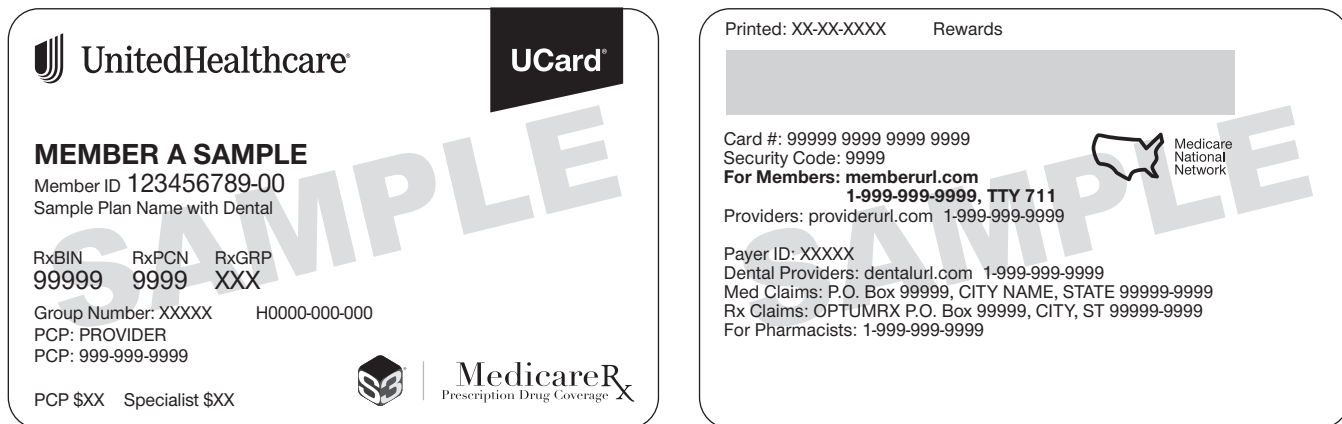 UnitedHealthcare®
UCard®
SAMPLE
MEMBER A SAMPLE
Member ID 123456789-00
Sample Plan Name with Dental
RxBIN RxPCN RxGRP
99999 9999 XXX
Group Number: XXXXX H0000-000-000
PCP: PROVIDER
PCP: 999-999-9999
S3®
MedicareRx
Prescription Drug Coverage
PCP $XX Specialist $XX
Printed: XX-XX-XXXX Rewards
SAMPLE
Card #: 99999 9999 9999 9999
Security Code: 9999
For Members: memberurl.com
1-999-999-9999, TTY 711
Providers: providerurl.com 1-999-999-9999
Medicare
National
Network
Payer ID: XXXXX
Dental Providers: dentalurl.com 1-999-999-9999
Med Claims: P.O. Box 99999, CITY NAME, STATE 99999-9999
Rx Claims: OPTUMRX P.O. Box 99999, CITY, ST 99999-9999
For Pharmacists: 1-999-999-9999